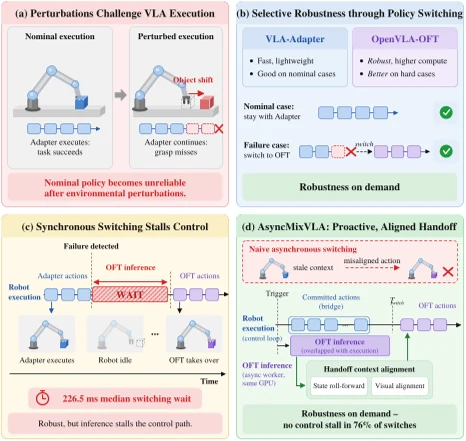 (a) Perturbations Challenge VLA Execution
Nominal execution
Perturbed execution
Object shift
Adapter executes:
task succeeds
Adapter continues:
grasp misses
Nominal policy becomes unreliable
after environmental perturbations.
(b) Selective Robustness through Policy Switching
VLA-Adapter
• Fast, lightweight
• Good on nominal cases
OpenVLA-OFT
• Robust, higher compute
• Better on hard cases
Nominal case:
stay with Adapter
Failure case:
switch to OFT
switch
Robustness on demand
(c) Synchronous Switching Stalls Control
Failure detected
Adapter actions
OFT inference
OFT actions
Robot
execution
WAIT
...
Adapter executes
Robot idle
OFT takes over
Time
226.5 ms median switching wait
Robust, but inference stalls the control path.
(d) AsyncMixVLA: Proactive, Aligned Handoff
Naive asynchronous switching
stale context
misaligned action
Trigger
Committed actions
(bridge)
OFT actions
Robot
execution
(control loop)
...
OFT inference
(overlapped with execution)
OFT inference
(async worker,
same GPU)
Handoff context alignment
State roll-forward
Visual alignment
Robustness on demand –
no control stall in 76% of switches